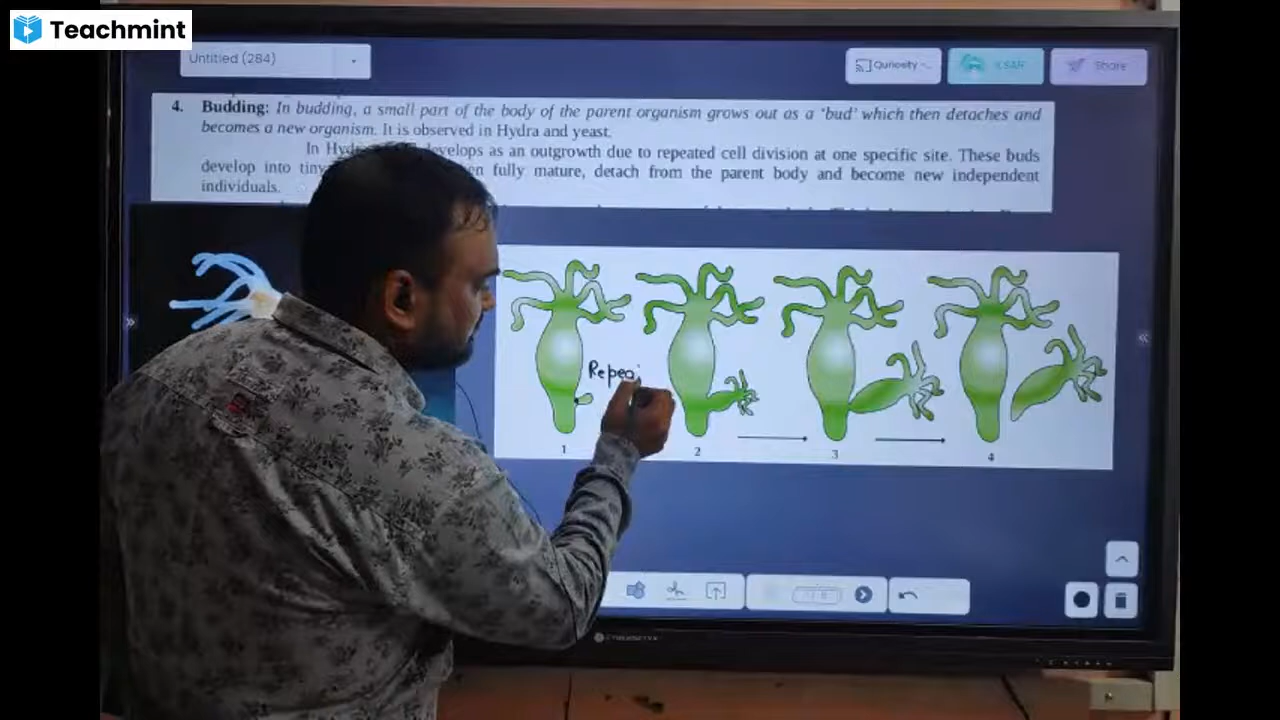 Teachmint
Untitled (284)
Quriosity
Share
4. Budding: In budding, a small part of the body of the parent organism grows out as a ‘bud’ which then detaches and
becomes a new organism. It is observed in Hydra and yeast.
In develops as an outgrowth due to repeated cell division at one specific site. These buds
develop into fully mature, detach from the parent body and become new independent
individuals.
Repea
1
2
3
4